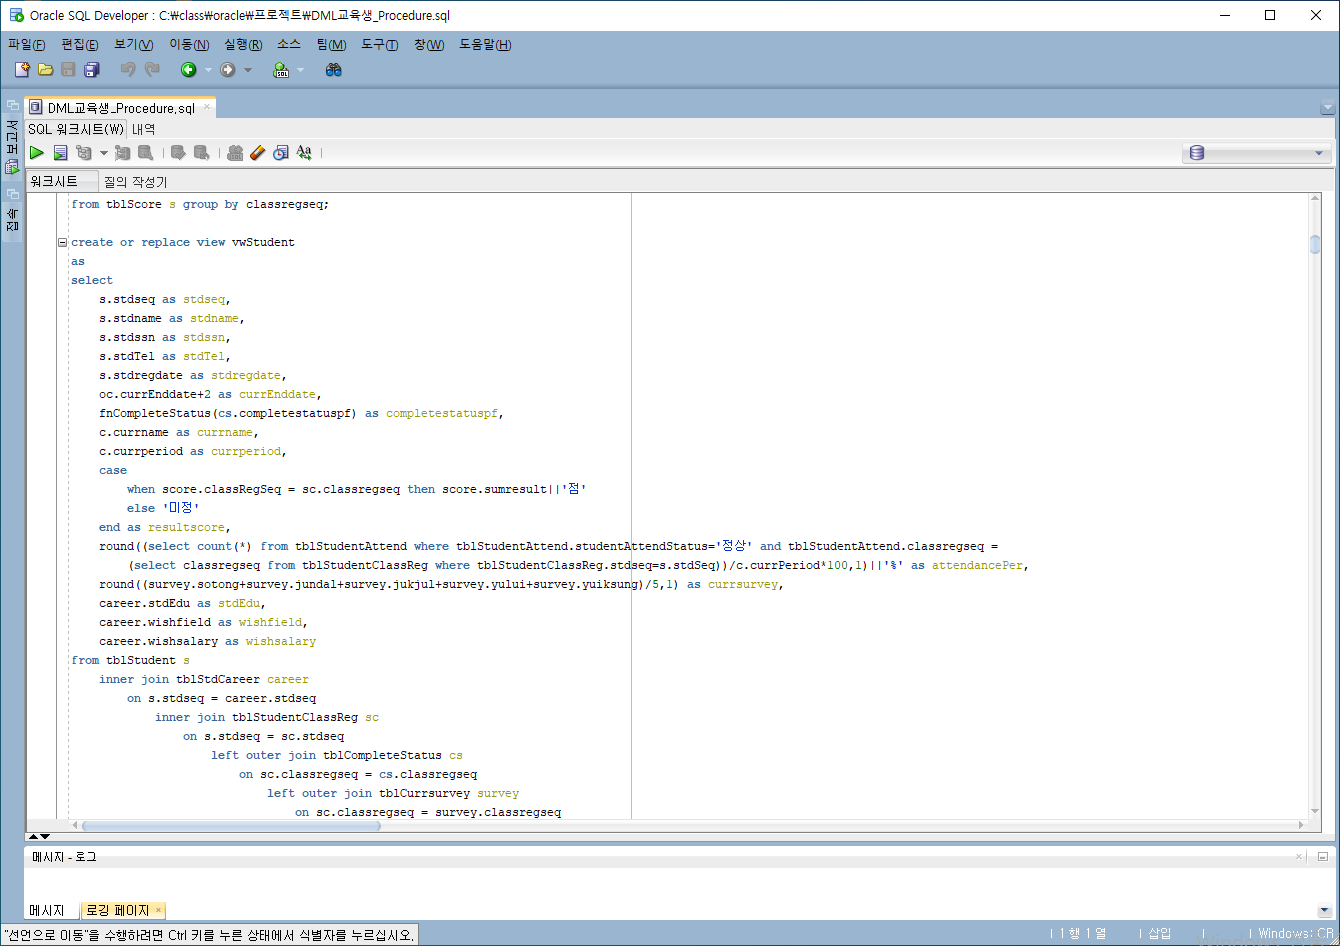 Oracle SQL Developer : C:\class\oracle\프로젝트\DML교육생_Procedure.sql
파일(F) 편집(E) 보기(V) 이동(N) 실행(R) 소스 팀(M) 도구(T) 창(W) 도움말(H)
DML교육생_Procedure.sql
SQL 워크시트(W) 내역
보고서
접속
워크시트 질의 작성기
from tblScore s group by classregseq;
create or replace view vwStudent
as
select
s.stdseq as stdseq,
s.stdname as stdname,
s.stdssn as stdssn,
s.stdTel as stdTel,
s.stdregdate as stdregdate,
oc.currEnddate+2 as currEnddate,
fnCompleteStatus(cs.completestatuspf) as completestatuspf,
c.currname as currname,
c.currperiod as currperiod,
case
when score.classRegSeq = sc.classregseq then score.sumresult||'점'
else '미정'
end as resultscore,
round((select count(*) from tblStudentAttend where tblStudentAttend.studentAttendStatus='정상' and tblStudentAttend.classregseq =
(select classregseq from tblStudentClassReg where tblStudentClassReg.stdseq=s.stdSeq))/c.currPeriod*100,1)||'%' as attendancePer,
round((survey.sotong+survey.jundal+survey.jukjul+survey.yului+survey.yuiksung)/5,1) as currsurvey,
career.stdEdu as stdEdu,
career.wishfield as wishfield,
career.wishsalary as wishsalary
from tblStudent s
inner join tblStdCareer career
on s.stdseq = career.stdseq
inner join tblStudentClassReg sc
on s.stdseq = sc.stdseq
left outer join tblCompleteStatus cs
on sc.classregseq = cs.classregseq
left outer join tblCurrsurvey survey
on sc.classregseq = survey.classregseq
메시지 - 로그
메시지 로깅 페이지
"선언으로 이동"을 수행하려면 Ctrl 키를 누른 상태에서 식별자를 누르십시오.
1 행 1 열 삽입 Windows: CR